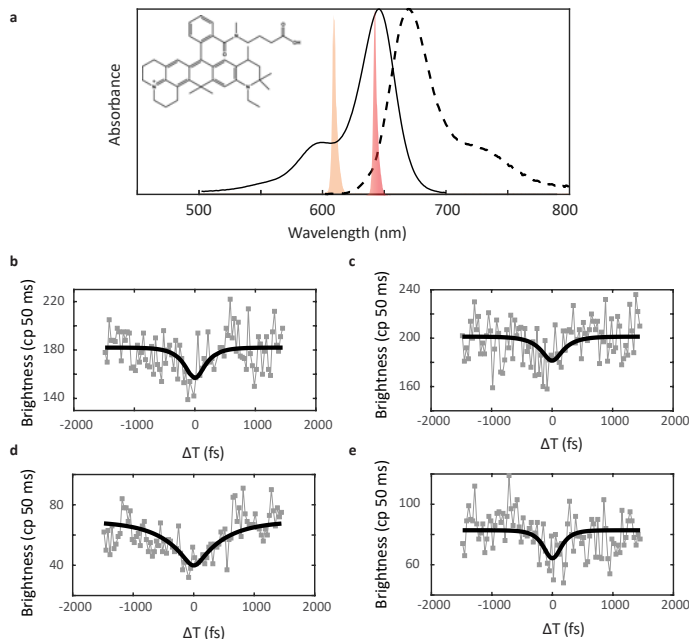 a
Absorbance
N
O
O
OH
N
+
N
500
600
700
800
Wavelength (nm)
b
Brightness (cp 50 ms)
220
180
140
-2000
-1000
0
1000
2000
ΔT (fs)
c
Brightness (cp 50 ms)
240
200
160
-2000
-1000
0
1000
2000
ΔT (fs)
d
Brightness (cp 50 ms)
80
40
-2000
-1000
0
1000
2000
ΔT (fs)
e
Brightness (cp 50 ms)
100
60
-2000
-1000
0
1000
2000
ΔT (fs)